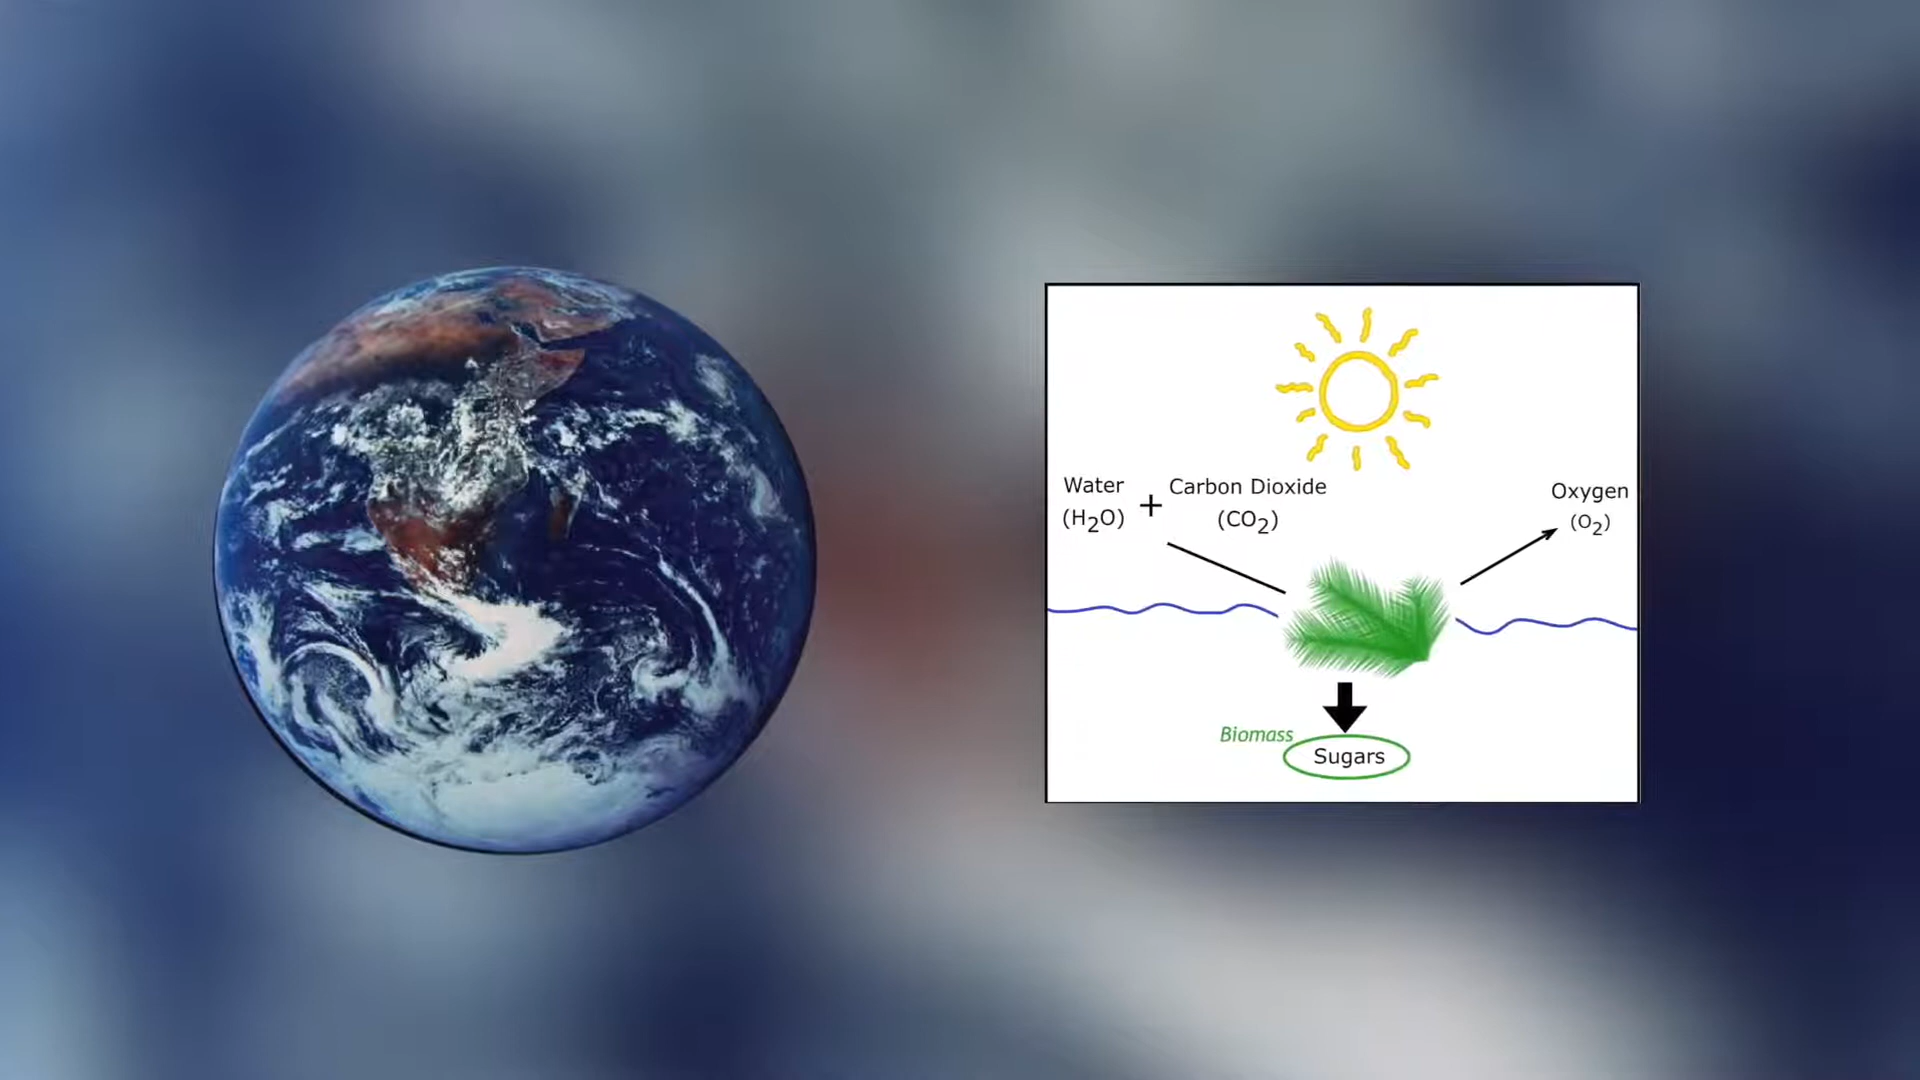 Water
(H2O)
+
Carbon Dioxide
(CO2)
Oxygen
(O2)
Biomass
Sugars